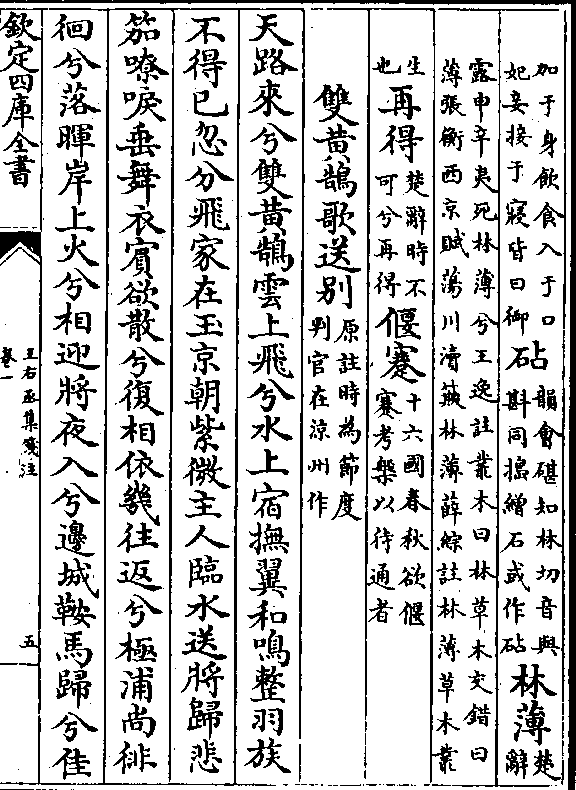 加于身飲食入于口
妃妾接于寢皆曰御
砧
韻會碪知林切音與
斟同擣繒石或作砧
林薄
楚
辭
露申辛夷死林薄兮王逸註叢木曰林草木交錯曰
薄張衡西京賦蕩川瀆簸林薄薛綜註林薄草木叢
生
也
再得
楚辭時不
可兮再得
偃蹇
十六國春秋欲偃
蹇考槃以待通者
雙黃鵠歌送別
原註時為節度
判官在涼州作
天路來兮雙黃鵠雲上飛兮水上宿撫翼和鳴整羽族
不得已忽分飛家在玉京朝紫微主人臨水送將歸悲
笳嘹唳垂舞衣賓欲散兮復相依幾往返兮極浦尚徘
徊兮落暉岸上火兮相迎將夜入兮邊城鞍馬歸兮佳
欽定四庫全書
王右丞集箋注
卷一
五